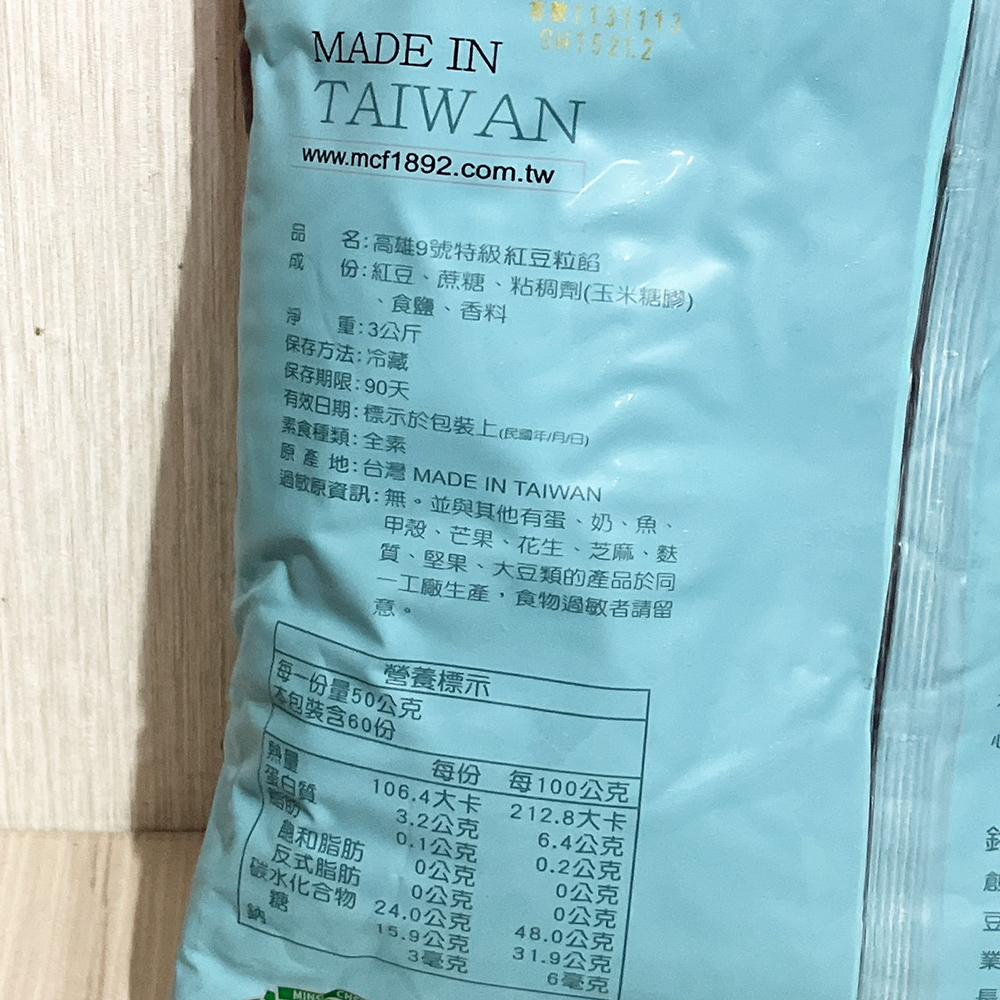 MADE IN
TAIWAN
www.mcf1892.com.tw
品 名:高雄9號特級紅豆粒餡
成 份:紅豆、蔗糖、粘稠劑(玉米糖膠)
、食鹽、香料
淨 重:3公斤
保存方法:冷藏
保存期限:90天
有效日期:標示於包裝上(民國年/月/日)
素食種類:全素
原產地:台灣 MADE IN TAIWAN
過敏原資訊:無。並與其他有蛋、奶、魚、
甲殼、芒果、花生、芝麻、麩
質、堅果、大豆類的產品於同
一工廠生產，食物過敏者請留
意。
營養標示
每一份量50公克
本包裝含60份
每份 每100公克
熱量 106.4大卡 212.8大卡
蛋白質 3.2公克 6.4公克
脂肪 0.1公克 0.2公克
飽和脂肪 0公克 0公克
反式脂肪 0公克 0公克
碳水化合物 24.0公克 48.0公克
糖 15.9公克 31.9公克
鈉 3毫克 6毫克